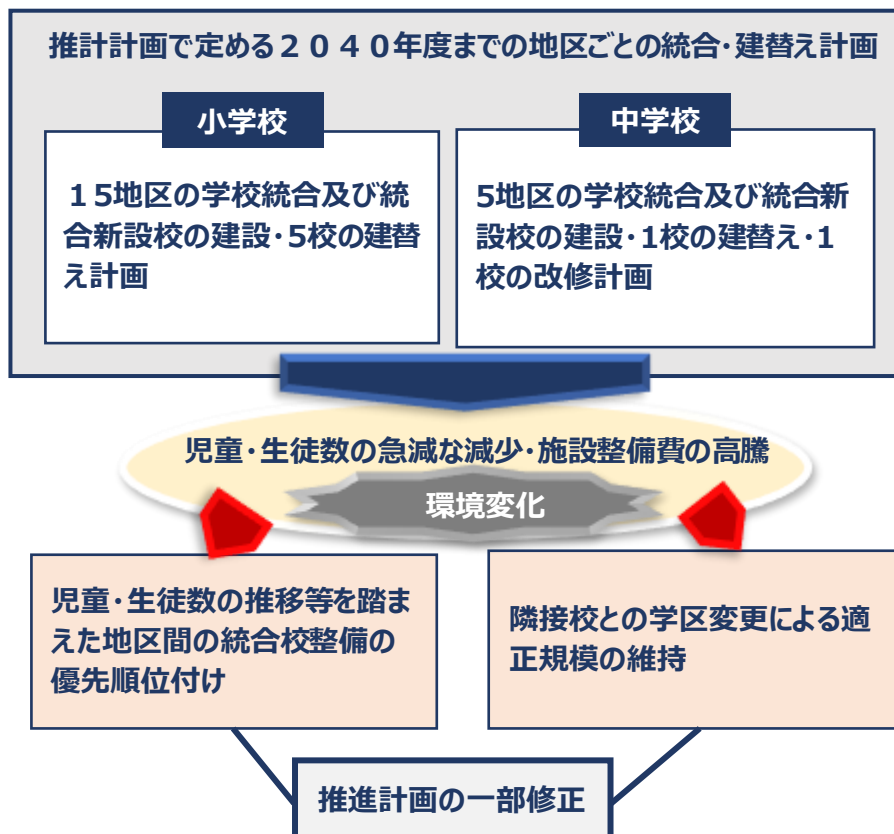 推計計画で定める２０４０年度までの地区ごとの統合・建替え計画
小学校
１５地区の学校統合及び統
合新設校の建設・５校の建替
え計画
中学校
５地区の学校統合及び統合新
設校の建設・１校の建替え・１
校の改修計画
児童・生徒数の急減な減少・施設整備費の高騰
環境変化
児童・生徒数の推移等を踏ま
えた地区間の統合校整備の
優先順位付け
隣接校との学区変更による適
正規模の維持
推進計画の一部修正